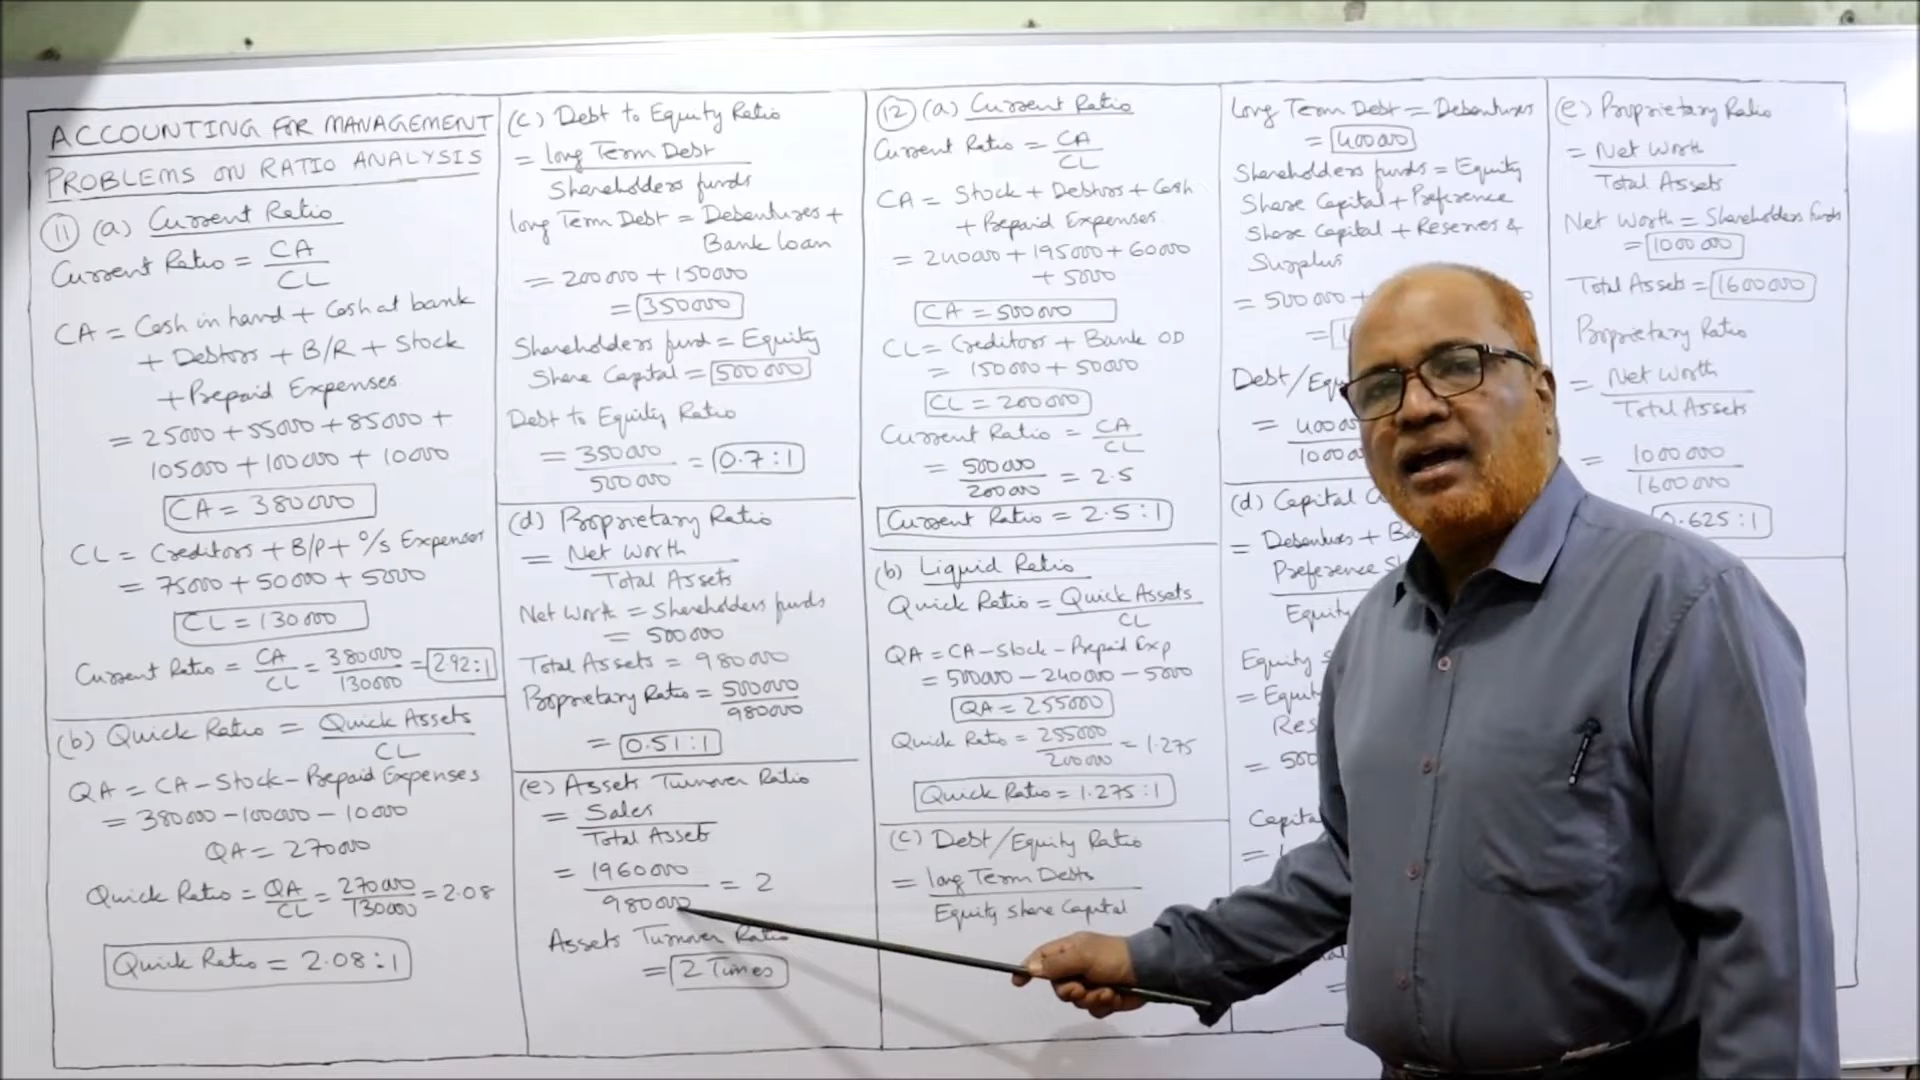 ACCOUNTING FOR MANAGEMENT
PROBLEMS ON RATIO ANALYSIS
11 (a) Current Ratio
Current Ratio = CA
CL
CA = Cash in hand + Cash at bank
+ Debtors + B/R + Stock
+ Prepaid Expenses
= 25000 + 55000 + 85000 +
105000 + 100000 + 10000
CA = 380000
CL = Creditors + B/P + O/s Expenses
= 75000 + 50000 + 5000
CL = 130000
Current Ratio = CA/CL = 380000/130000 = 292:1
(b) Quick Ratio = Quick Assets
CL
QA = CA - Stock - Prepaid Expenses
= 380000 - 100000 - 10000
QA = 270000
Quick Ratio = QA/CL = 270000/130000 = 2.08
Quick Ratio = 2.08:1
(c) Debt to Equity Ratio
= long Term Debt
Shareholders funds
long Term Debt = Debentures +
Bank loan
= 200000 + 150000
= 350000
Shareholders fund = Equity
Share Capital = 500000
Debt to Equity Ratio
= 350000/500000 = 0.7:1
(d) Proprietary Ratio
= Net Worth
Total Assets
Net Worth = Shareholders funds
= 500000
Total Assets = 980000
Proprietary Ratio = 500000/980000
= 0.51:1
(e) Assets Turnover Ratio
= Sales
Total Assets
= 1960000/980000 = 2
Assets Turnover Ratio
= 2 Times
12 (a) Current Ratio
Current Ratio = CA
CL
CA = Stock + Debtors + Cash
+ Prepaid Expenses
= 240000 + 195000 + 60000
+ 5000
CA = 500000
CL = Creditors + Bank OD
= 150000 + 50000
CL = 200000
Current Ratio = CA
CL
= 500000/200000 = 2.5
Current Ratio = 2.5:1
(b) Liquid Ratio
Quick Ratio = Quick Assets
CL
QA = CA - Stock - Prepaid Exp
= 500000 - 240000 - 5000
QA = 255000
Quick Ratio = 255000/200000 = 1.275
Quick Ratio = 1.275:1
(c) Debt/Equity Ratio
= long Term Debts
Equity Share Capital
long Term Debt = Debentures
= 400000
Shareholders funds = Equity
Share Capital + Preference
Share Capital + Reserves &
Surplus
= 500000 +
Debt/
(d) Capital
= Debentures +
Preference
Equity
Equity
=
=
=
=
(e) Proprietary Ratio
= Net Worth
Total Assets
Net Worth = Shareholders funds
= 1000000
Total Assets = 1600000
Proprietary Ratio
= Net Worth
Total Assets
= 1000000
1600000
0.625:1